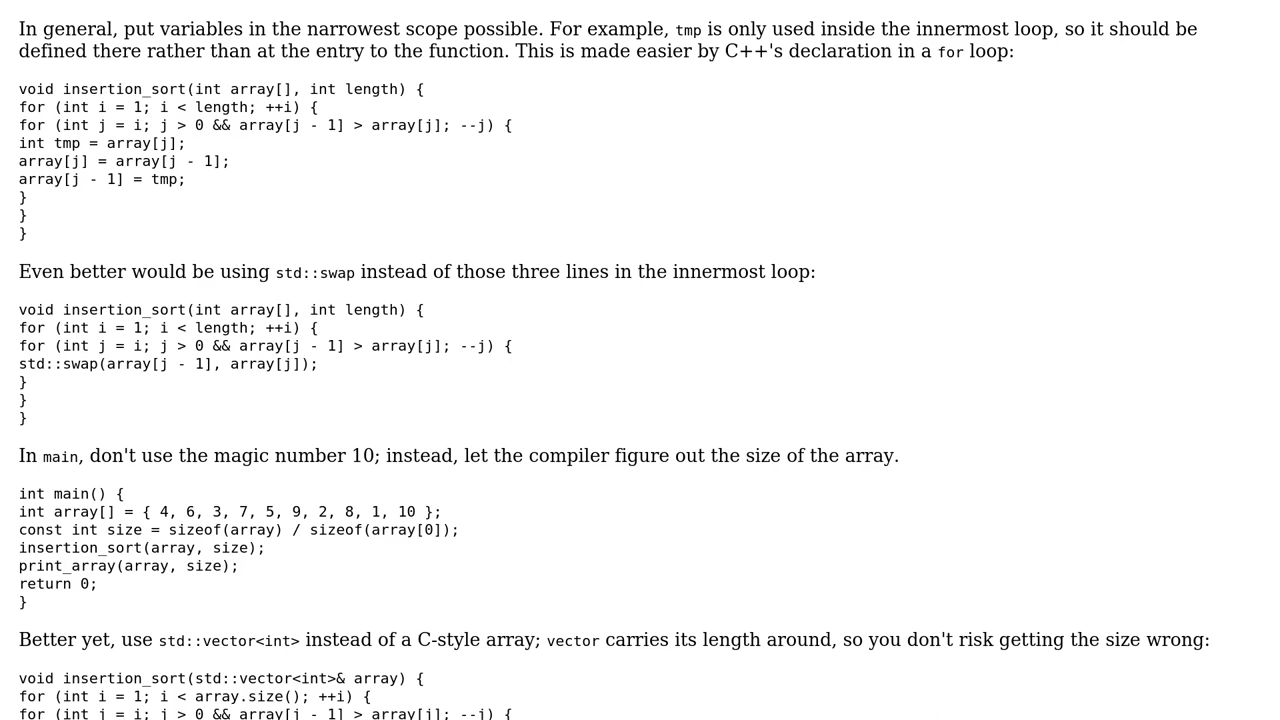 In general, put variables in the narrowest scope possible. For example, tmp is only used inside the innermost loop, so it should be
defined there rather than at the entry to the function. This is made easier by C++'s declaration in a for loop:
void insertion_sort(int array[], int length) {
for (int i = 1; i < length; ++i) {
for (int j = i; j > 0 && array[j - 1] > array[j]; --j) {
int tmp = array[j];
array[j] = array[j - 1];
array[j - 1] = tmp;
}
}
}
Even better would be using std::swap instead of those three lines in the innermost loop:
void insertion_sort(int array[], int length) {
for (int i = 1; i < length; ++i) {
for (int j = i; j > 0 && array[j - 1] > array[j]; --j) {
std::swap(array[j - 1], array[j]);
}
}
}
In main, don't use the magic number 10; instead, let the compiler figure out the size of the array.
int main() {
int array[] = { 4, 6, 3, 7, 5, 9, 2, 8, 1, 10 };
const int size = sizeof(array) / sizeof(array[0]);
insertion_sort(array, size);
print_array(array, size);
return 0;
}
Better yet, use std::vector<int> instead of a C-style array; vector carries its length around, so you don't risk getting the size wrong:
void insertion_sort(std::vector<int>& array) {
for (int i = 1; i < array.size(); ++i) {
for (int j = i; j > 0 && array[j - 1] > array[j]; --j) {